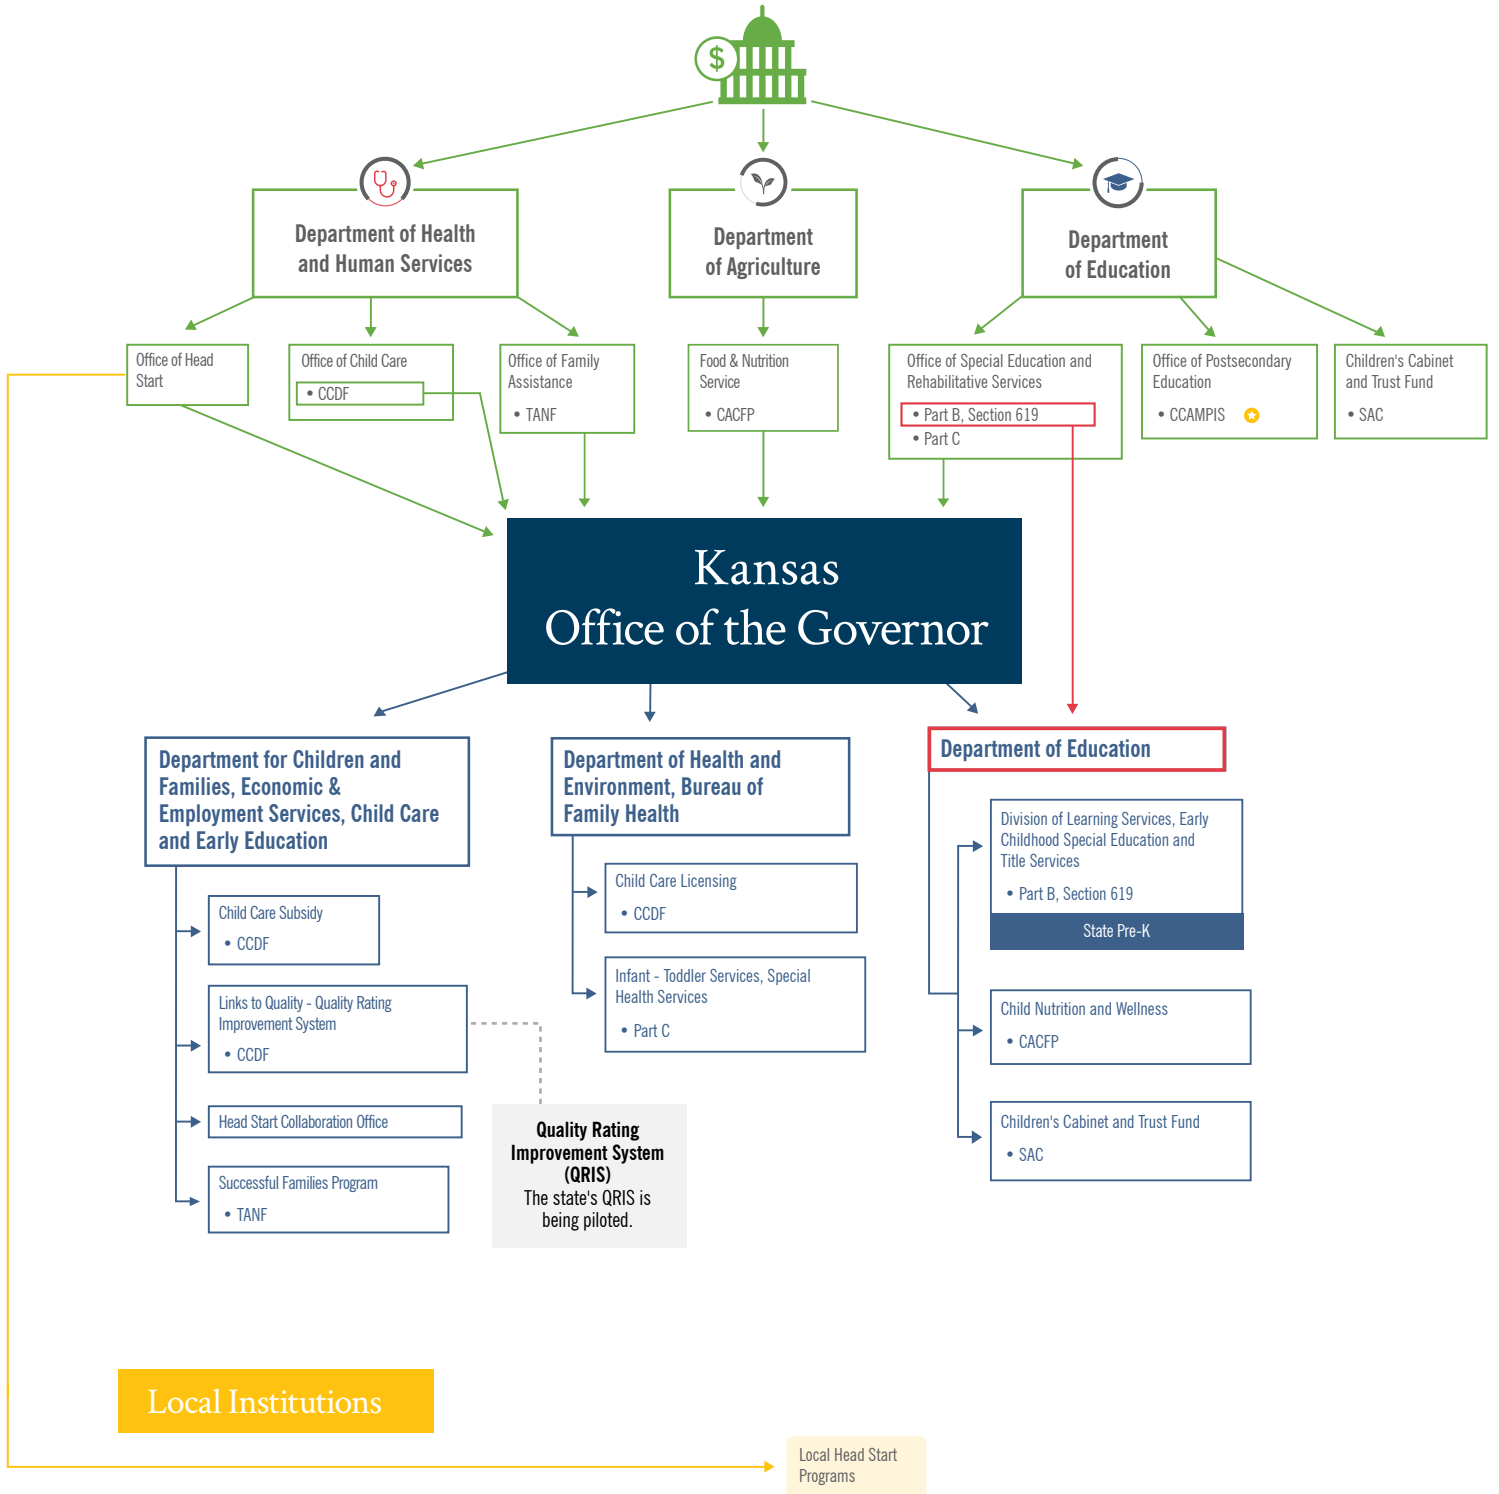 $
Department of Health
and Human Services
Department
of Agriculture
Department
of Education
Office of Head
Start
Office of Child Care
• CCDF
Office of Family
Assistance
• TANF
Food & Nutrition
Service
• CACFP
Office of Special Education and
Rehabilitative Services
• Part B, Section 619
• Part C
Office of Postsecondary
Education
• CCAMPIS
Children's Cabinet
and Trust Fund
• SAC
Kansas
Office of the Governor
Department for Children and
Families, Economic &
Employment Services, Child Care
and Early Education
Child Care Subsidy
• CCDF
Links to Quality - Quality Rating
Improvement System
• CCDF
Head Start Collaboration Office
Successful Families Program
• TANF
Quality Rating
Improvement System
(QRIS)
The state's QRIS is
being piloted.
Department of Health and
Environment, Bureau of
Family Health
Child Care Licensing
• CCDF
Infant - Toddler Services, Special
Health Services
• Part C
Department of Education
Division of Learning Services, Early
Childhood Special Education and
Title Services
• Part B, Section 619
State Pre-K
Child Nutrition and Wellness
• CACFP
Children's Cabinet and Trust Fund
• SAC
Local Institutions
Local Head Start
Programs